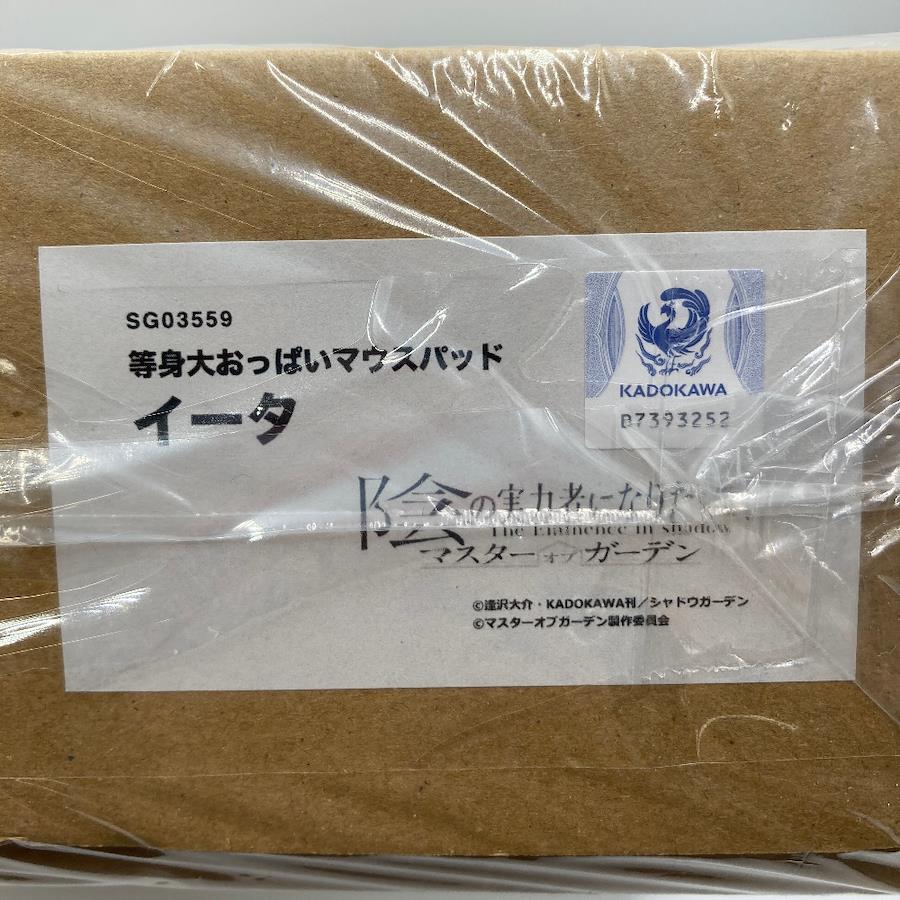 SG03559
等身大おっぱいマウスパッド
イータ
KADOKAWA
B7393252
陰の実力者になりた
The Eminence in Shadow
マスターオブガーデン
©逢沢大介・KADOKAWA刊／シャドウガーデン
©マスターオブガーデン製作委員会